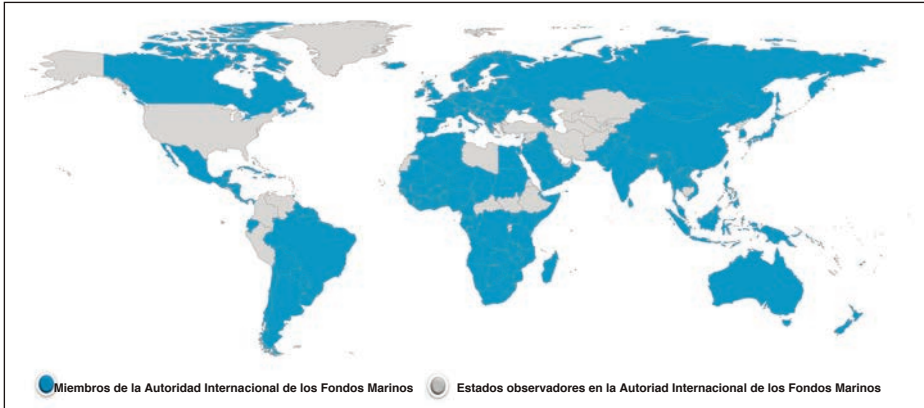 Miembros de la Autoridad Internacional de los Fondos Marinos
Estados observadores en la Autoriad Internacional de los Fondos Marinos